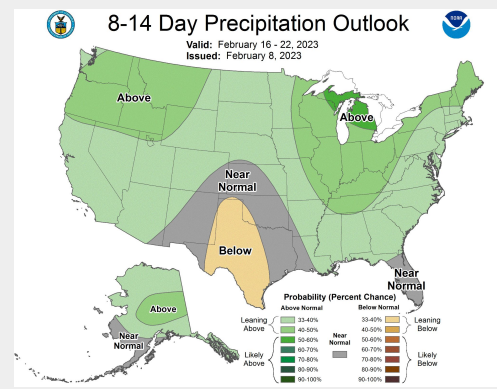 8-14 Day Precipitation Outlook
Valid: February 16 - 22, 2023
Issued: February 8, 2023
Above
Above
Near
Normal
Below
Near
Normal
Above
Near
Normal
Probability (Percent Chance)
Above Normal
Below Normal
Leaning
Above
33-40%
40-50%
Likely
Above
50-60%
60-70%
70-80%
80-90%
90-100%
Near
Normal
33-40%
40-50%
Leaning
Below
50-60%
60-70%
70-80%
80-90%
90-100%
Likely
Below